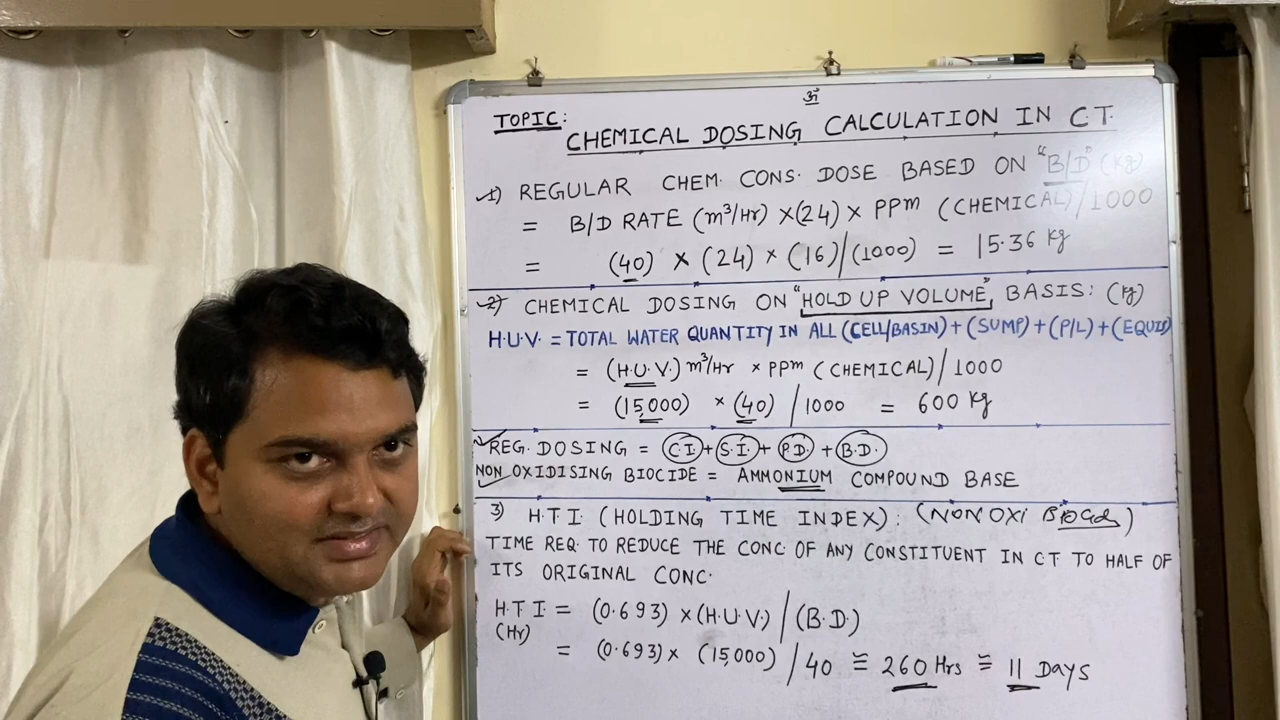 ॐ
TOPIC:
CHEMICAL DOSING CALCULATION IN C.T.
1) REGULAR CHEM. CONS. DOSE BASED ON "B/D" (Kg)
= B/D RATE (m³/Hr) ×(24) × PPm (CHEMICAL)/1000
= (40) × (24) × (16)/(1000) = 15.36 Kg
2) CHEMICAL DOSING ON "HOLD UP VOLUME" BASIS: (Kg)
H.U.V. = TOTAL WATER QUANTITY IN ALL (CELL/BASIN) + (SUMP) + (P/L) + (EQUIP)
= (H.U.V.) m³/Hr × PPm (CHEMICAL)/1000
= (15,000) × (40) /1000 = 600 Kg
REG. DOSING = C.I. + S.I. + P.D. + B.D.
NON OXIDISING BIOCIDE = AMMONIUM COMPOUND BASE
3) H.T.I. (HOLDING TIME INDEX): (NON OXI BIOCIDE)
TIME REQ. TO REDUCE THE CONC OF ANY CONSTITUENT IN C.T TO HALF OF
ITS ORIGINAL CONC.
H.T.I = (0.693) × (H.U.V.) / (B.D.)
(Hr)
= (0.693) × (15,000) / 40 ≅ 260 Hrs ≅ 11 DAYS